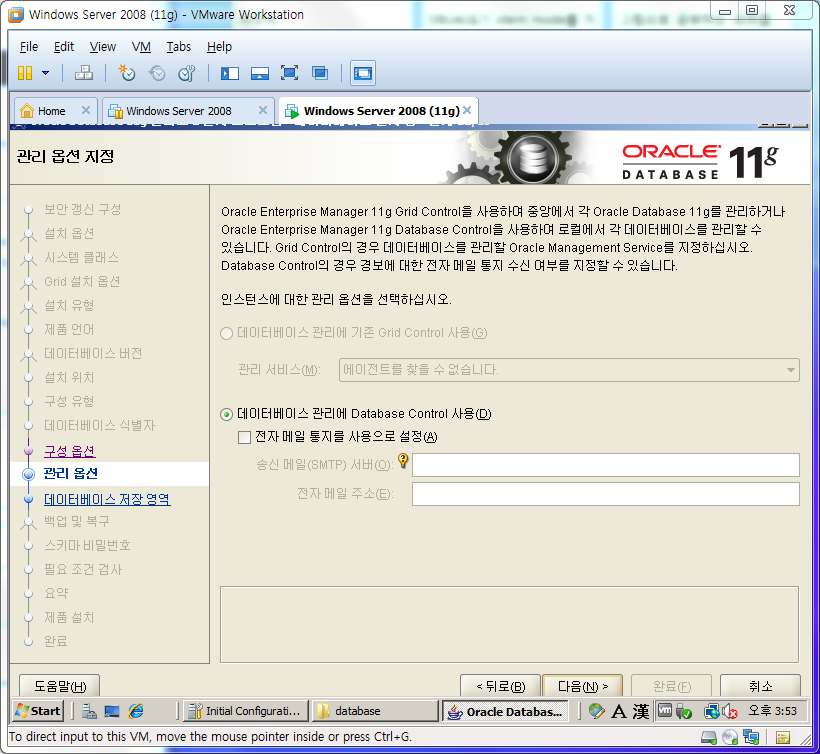 Windows Server 2008 (11g) - VMware Workstation
File Edit View VM Tabs Help
Home
Windows Server 2008
Windows Server 2008 (11g)
관리 옵션 지정
ORACLE
DATABASE 11g
보안 갱신 구성
설치 옵션
시스템 클래스
Grid 설치 옵션
설치 유형
제품 언어
데이터베이스 버전
설치 위치
구성 유형
데이터베이스 식별자
구성 옵션
관리 옵션
데이터베이스 저장 영역
백업 및 복구
스키마 비밀번호
필요 조건 검사
요약
제품 설치
완료
Oracle Enterprise Manager 11g Grid Control을 사용하여 중앙에서 각 Oracle Database 11g를 관리하거나
Oracle Enterprise Manager 11g Database Control을 사용하여 로컬에서 각 데이터베이스를 관리할 수
있습니다. Grid Control의 경우 데이터베이스를 관리할 Oracle Management Service를 지정하십시오.
Database Control의 경우 경보에 대한 전자 메일 통지 수신 여부를 지정할 수 있습니다.
인스턴스에 대한 관리 옵션을 선택하십시오.
데이터베이스 관리에 기존 Grid Control 사용(G)
관리 서비스(M): 에이전트를 찾을 수 없습니다.
데이터베이스 관리에 Database Control 사용(D)
전자 메일 통지를 사용으로 설정(A)
송신 메일(SMTP) 서버(O):
전자 메일 주소(E):
도움말(H)
< 뒤로(B)
다음(N) >
완료(F)
취소
Start
Initial Configurati...
database
Oracle Databas...
A 漢
오후 3:53
To direct input to this VM, move the mouse pointer inside or press Ctrl+G.